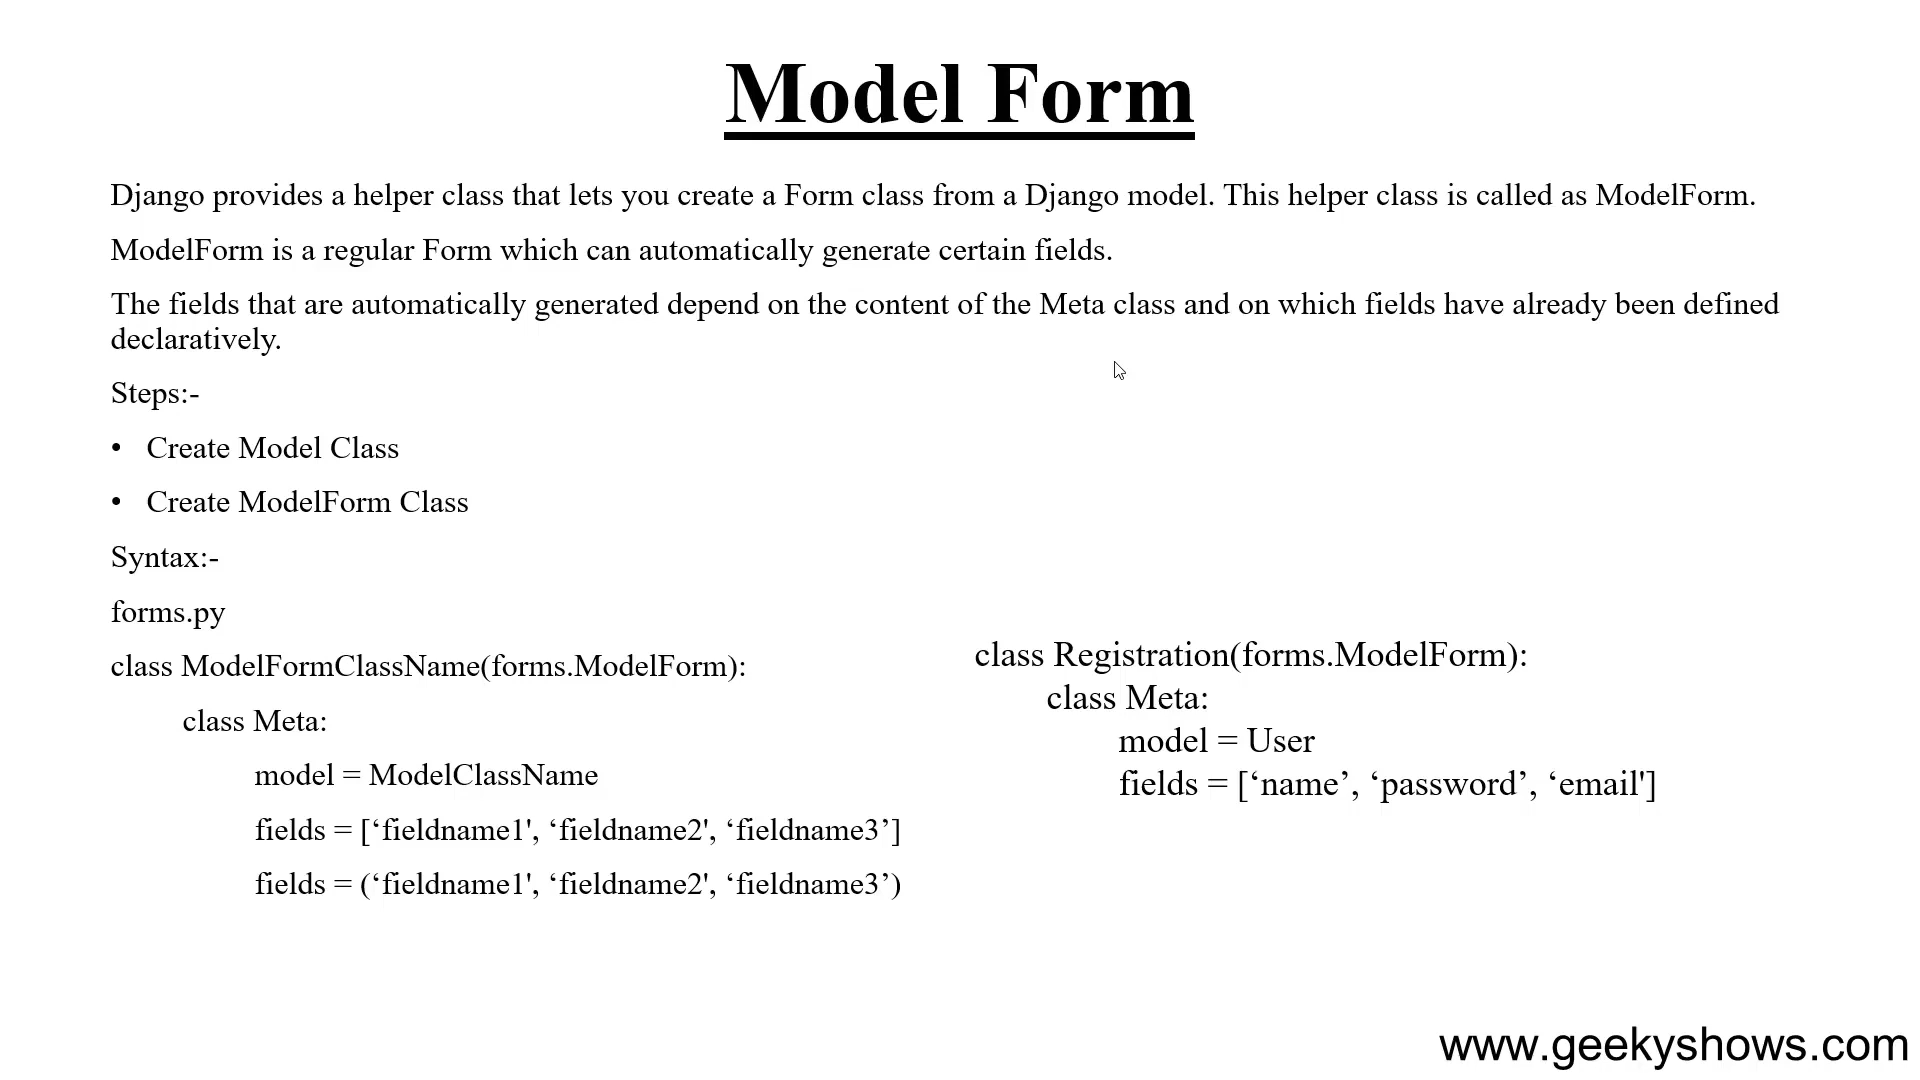 Model Form
Django provides a helper class that lets you create a Form class from a Django model. This helper class is called as ModelForm.
ModelForm is a regular Form which can automatically generate certain fields.
The fields that are automatically generated depend on the content of the Meta class and on which fields have already been defined
declaratively.
Steps:-
• Create Model Class
• Create ModelForm Class
Syntax:-
forms.py
class ModelFormClassName(forms.ModelForm):
class Meta:
model = ModelClassName
fields = [‘fieldname1', ‘fieldname2', ‘fieldname3’]
fields = (‘fieldname1', ‘fieldname2', ‘fieldname3’)
class Registration(forms.ModelForm):
class Meta:
model = User
fields = [‘name’, ‘password’, ‘email']
www.geekyshows.com